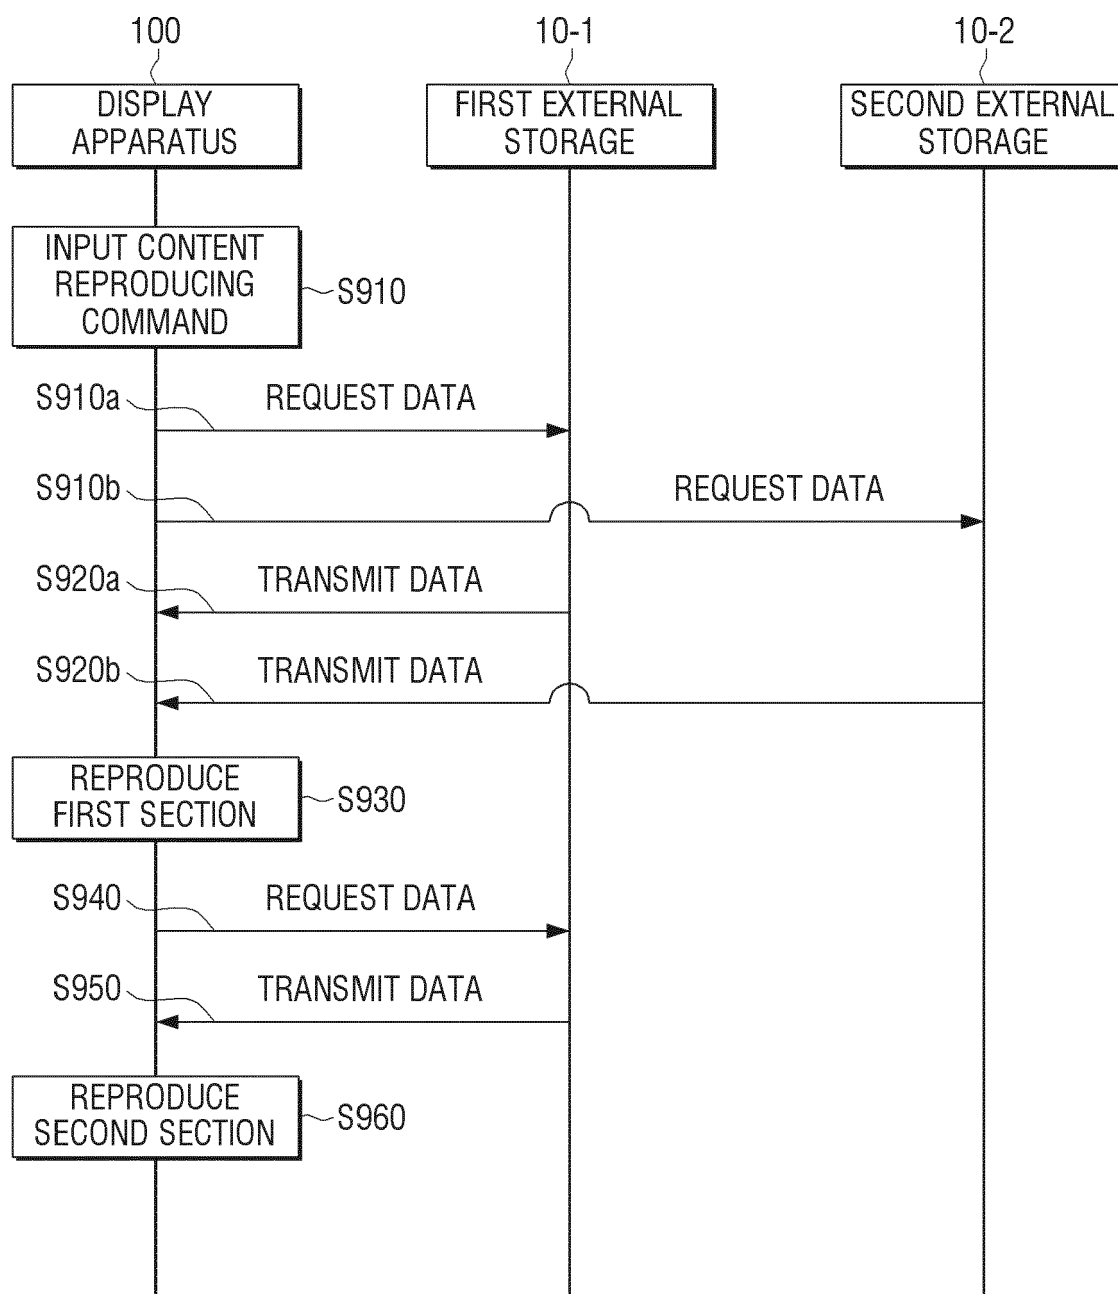 100
10-1
10-2
DISPLAY
APPARATUS
FIRST EXTERNAL
STORAGE
SECOND EXTERNAL
STORAGE
INPUT CONTENT
REPRODUCING
COMMAND
S910
S910a
REQUEST DATA
S910b
REQUEST DATA
S920a
TRANSMIT DATA
S920b
TRANSMIT DATA
REPRODUCE
FIRST SECTION
S930
S940
REQUEST DATA
S950
TRANSMIT DATA
REPRODUCE
SECOND SECTION
S960